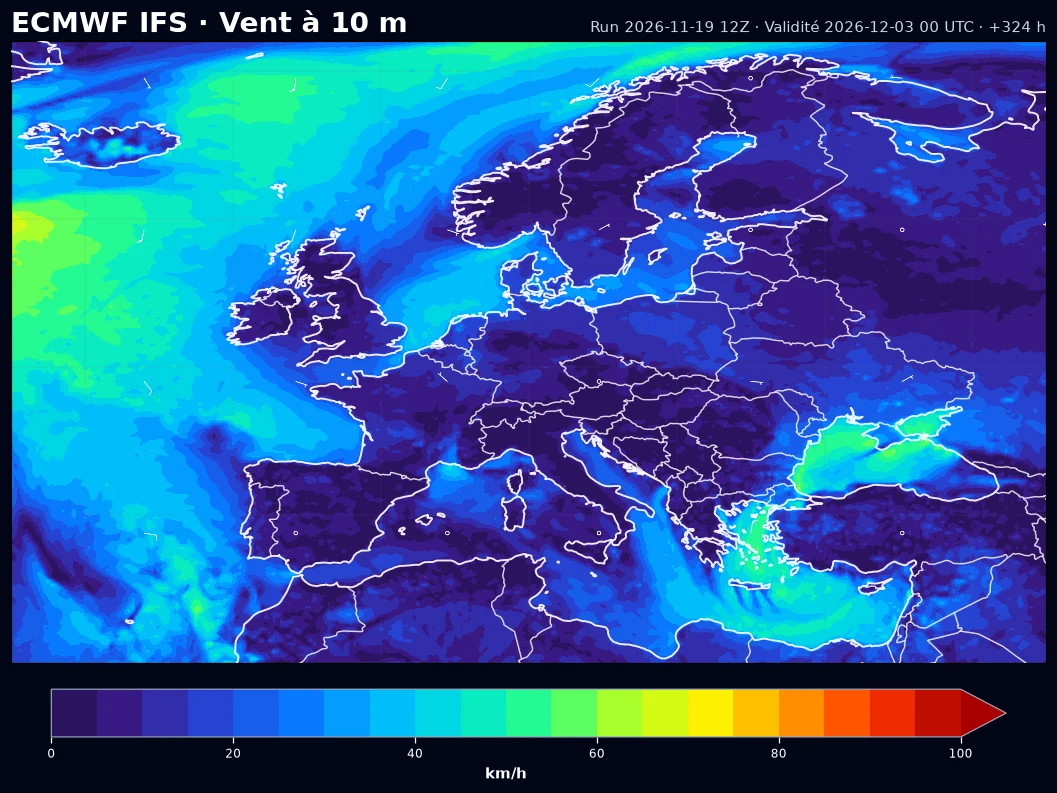 ECMWF IFS · Vent à 10 m
Run 2026-11-19 12Z · Validité 2026-12-03 00 UTC · +324 h
0 20 40 60 80 100
km/h